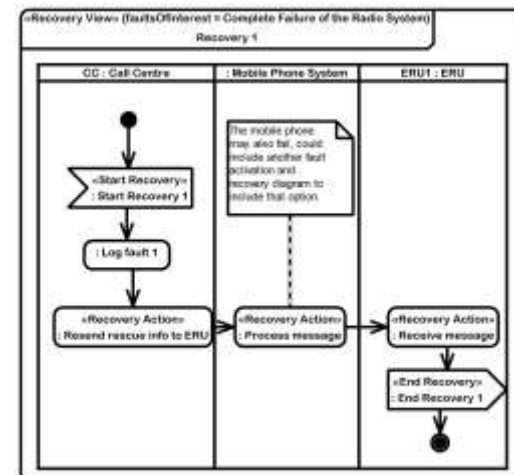 «Recovery View» (faultsOfInterest = Complete Failure of the Radio System)
Recovery 1
CC : Call Centre
: Mobile Phone System
ERU1 : ERU
The mobile phone
may also fail, could
include another fault
activation and
recovery diagram to
include that option.
«Start Recovery»
: Start Recovery 1
: Log fault 1
«Recovery Action»
: Resend rescue info to ERU
«Recovery Action»
: Process message
«Recovery Action»
: Receive message
«End Recovery»
: End Recovery 1